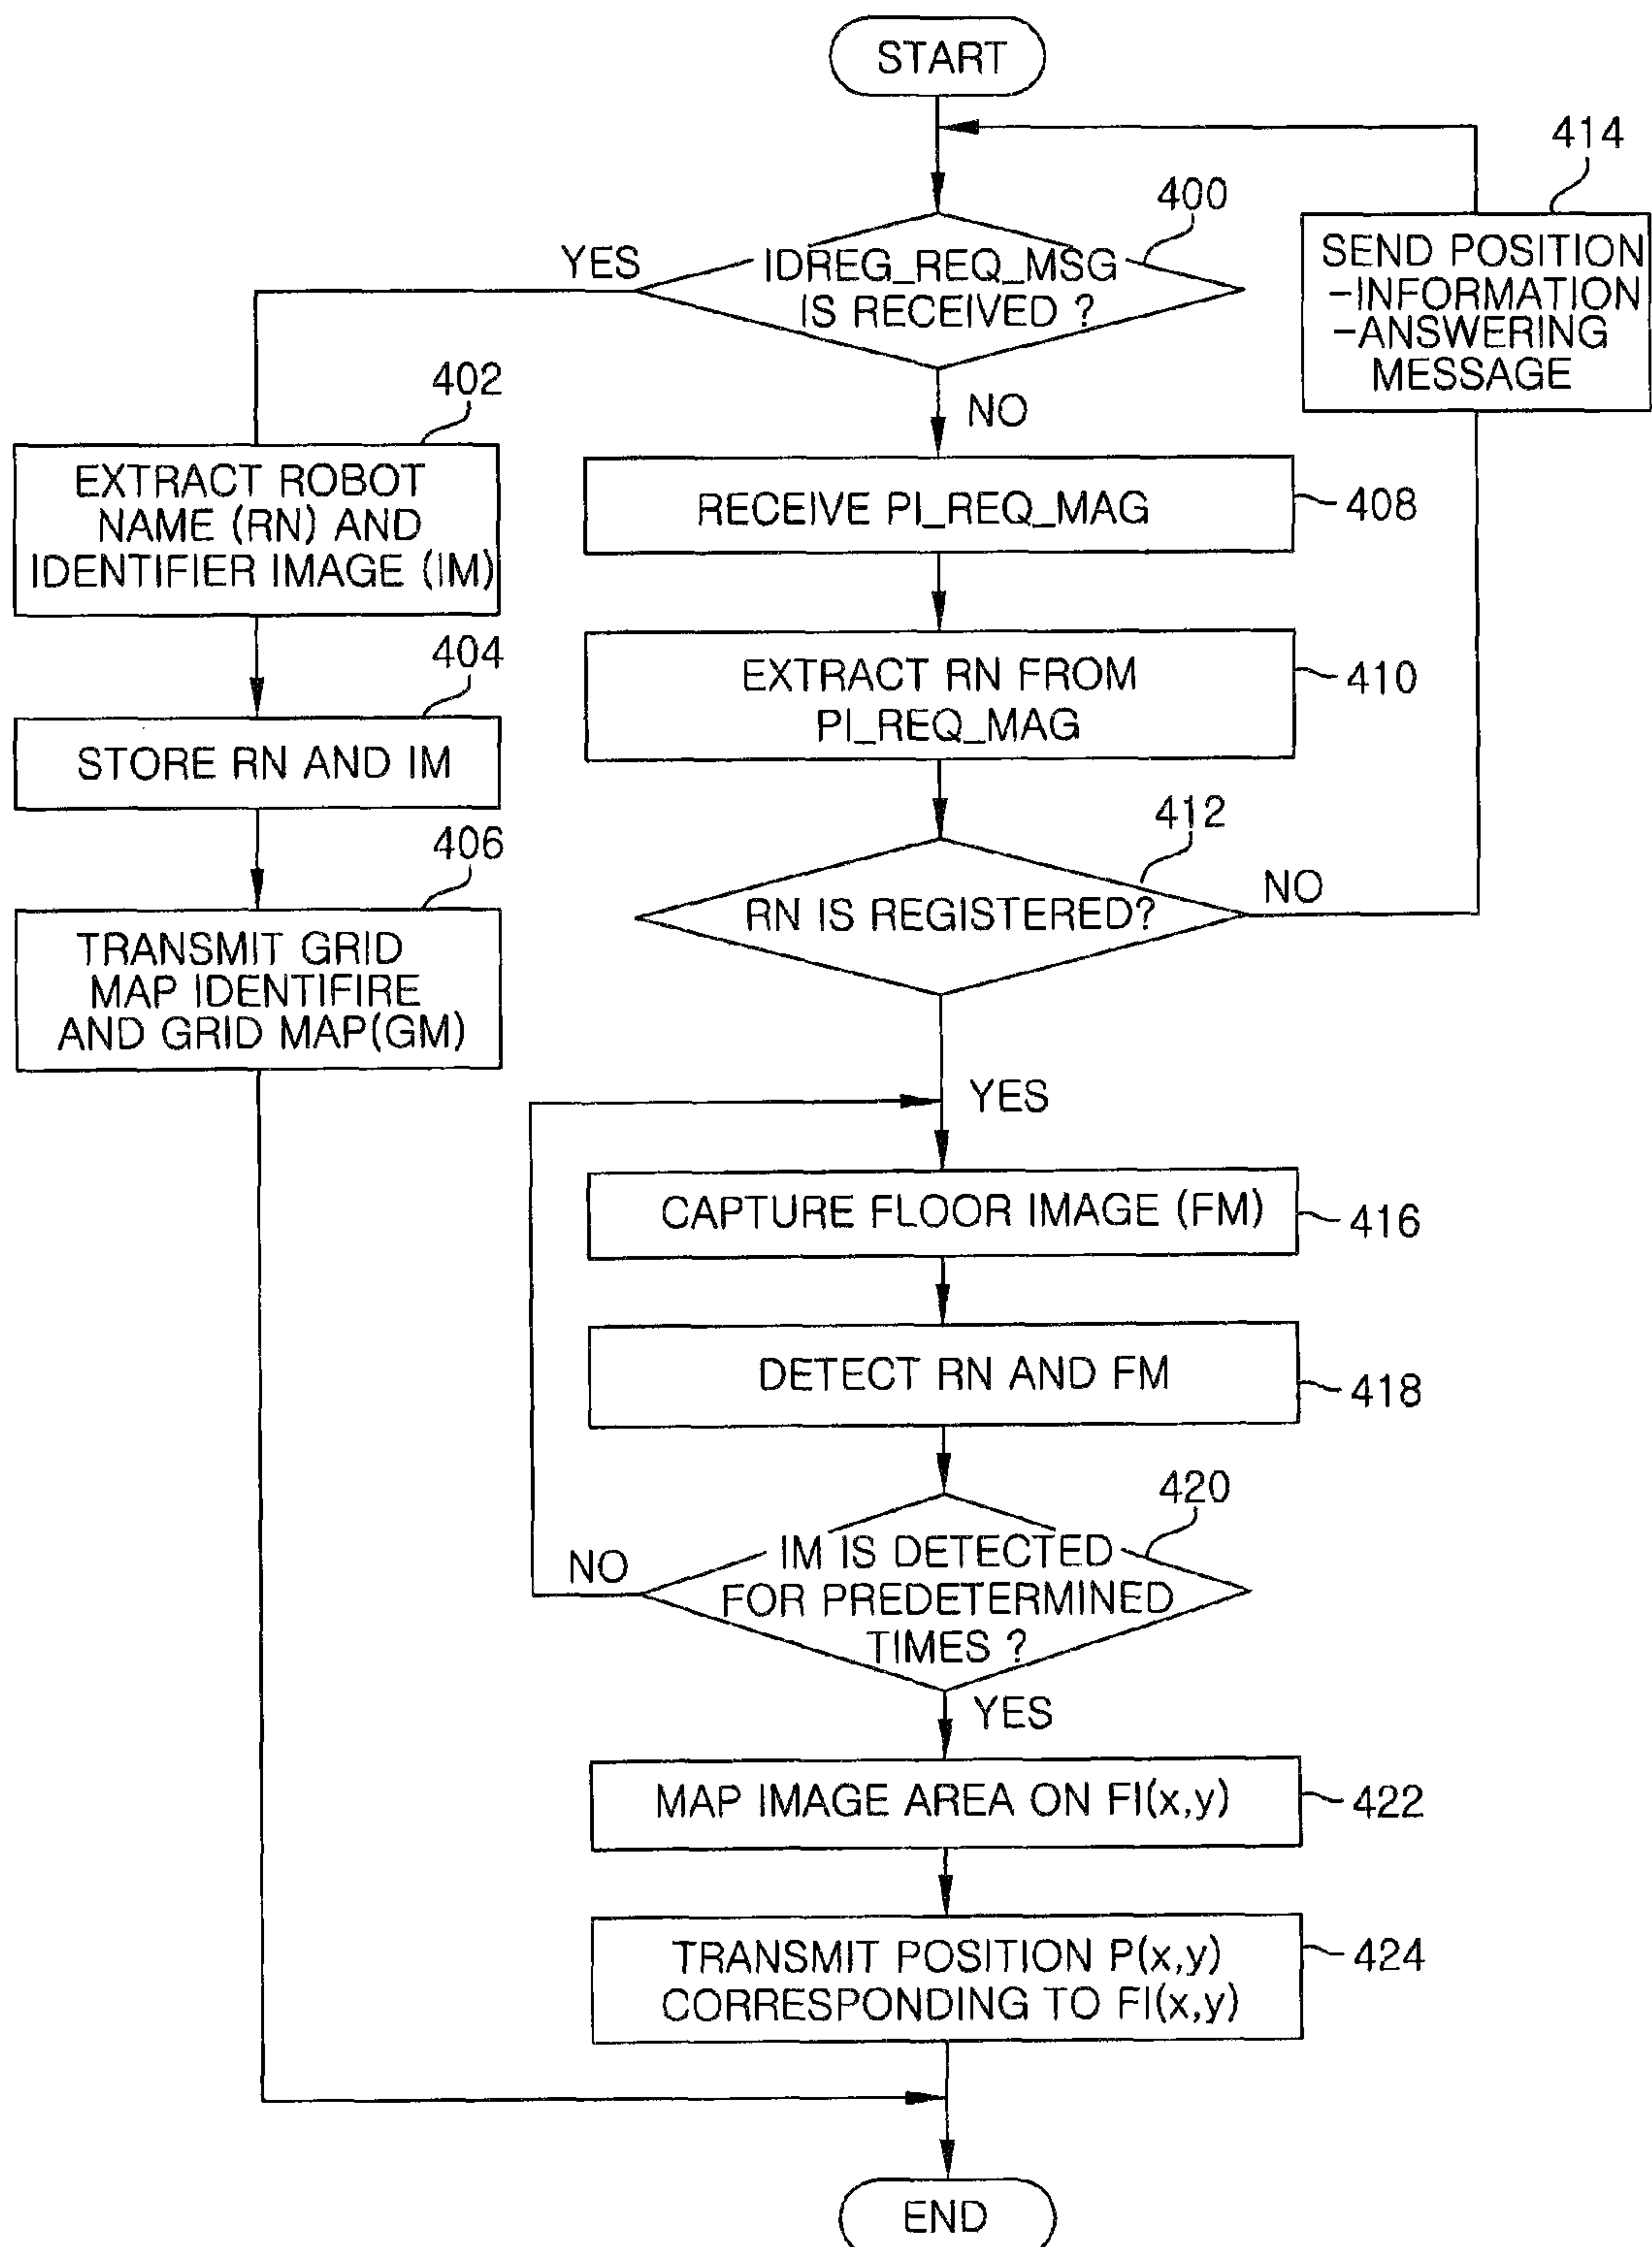 START
414
400
YES
IDREG_REQ_MSG
IS RECEIVED ?
SEND POSITION
-INFORMATION
-ANSWERING
MESSAGE
402
NO
EXTRACT ROBOT
NAME (RN) AND
IDENTIFIER IMAGE (IM)
RECEIVE PI_REQ_MAG
408
404
EXTRACT RN FROM
PI_REQ_MAG
410
STORE RN AND IM
412
406
RN IS REGISTERED?
NO
TRANSMIT GRID
MAP IDENTIFIRE
AND GRID MAP(GM)
YES
CAPTURE FLOOR IMAGE (FM)
416
DETECT RN AND FM
418
420
NO
IM IS DETECTED
FOR PREDETERMINED
TIMES ?
YES
MAP IMAGE AREA ON FI(x,y)
422
TRANSMIT POSITION P(x,y)
CORRESPONDING TO FI(x,y)
424
END